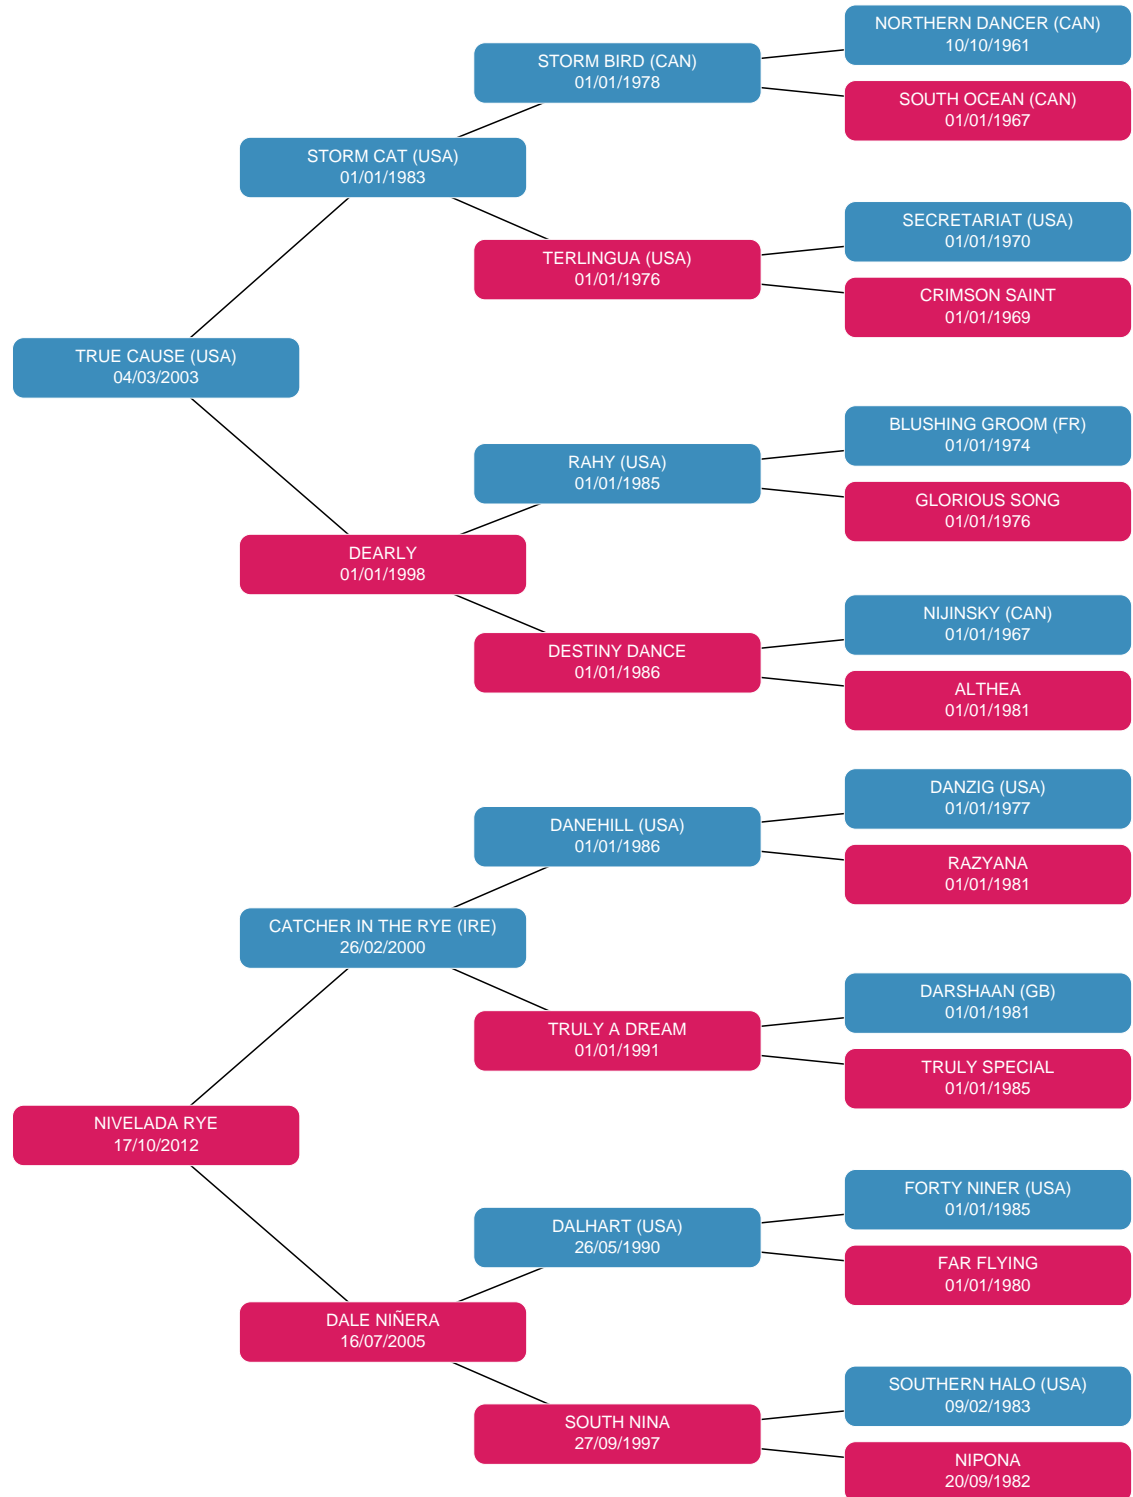 NORTHERN DANCER (CAN)
10/10/1961
STORM BIRD (CAN)
01/01/1978
SOUTH OCEAN (CAN)
01/01/1967
STORM CAT (USA)
01/01/1983
SECRETARIAT (USA)
01/01/1970
TERLINGUA (USA)
01/01/1976
CRIMSON SAINT
01/01/1969
TRUE CAUSE (USA)
04/03/2003
BLUSHING GROOM (FR)
01/01/1974
RAHY (USA)
01/01/1985
GLORIOUS SONG
01/01/1976
DEARLY
01/01/1998
NIJINSKY (CAN)
01/01/1967
DESTINY DANCE
01/01/1986
ALTHEA
01/01/1981
DANZIG (USA)
01/01/1977
DANEHILL (USA)
01/01/1986
RAZYANA
01/01/1981
CATCHER IN THE RYE (IRE)
26/02/2000
DARSHAAN (GB)
01/01/1981
TRULY A DREAM
01/01/1991
TRULY SPECIAL
01/01/1985
NIVELADA RYE
17/10/2012
FORTY NINER (USA)
01/01/1985
DALHART (USA)
26/05/1990
FAR FLYING
01/01/1980
DALE NIÑERA
16/07/2005
SOUTHERN HALO (USA)
09/02/1983
SOUTH NINA
27/09/1997
NIPONA
20/09/1982